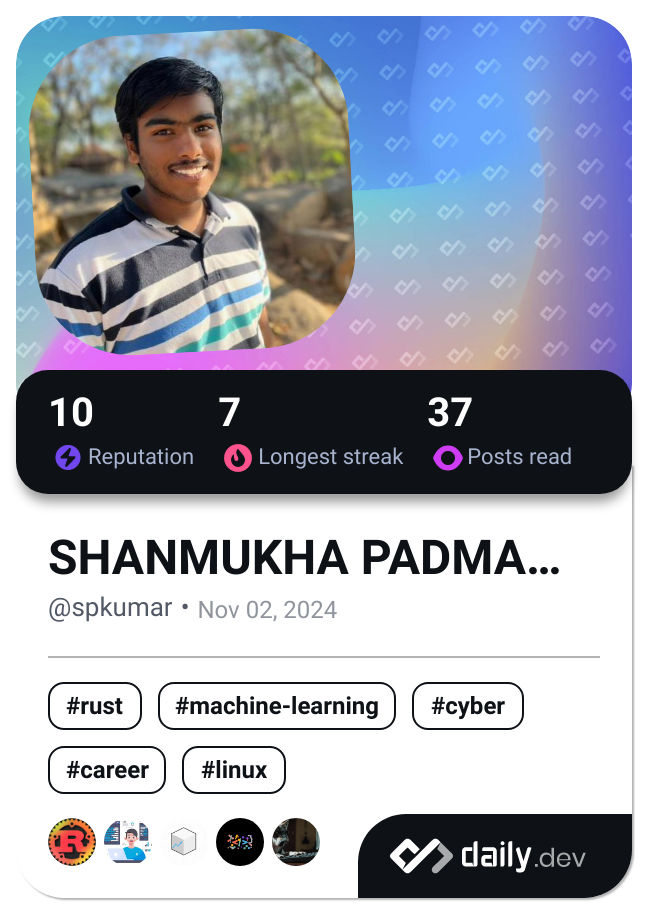 10 7 37
Reputation Longest streak Posts read
SHANMUKHA PADMA...
@spkumar • Nov 02, 2024
#rust #machine-learning #cyber
#career #linux
R
daily.dev